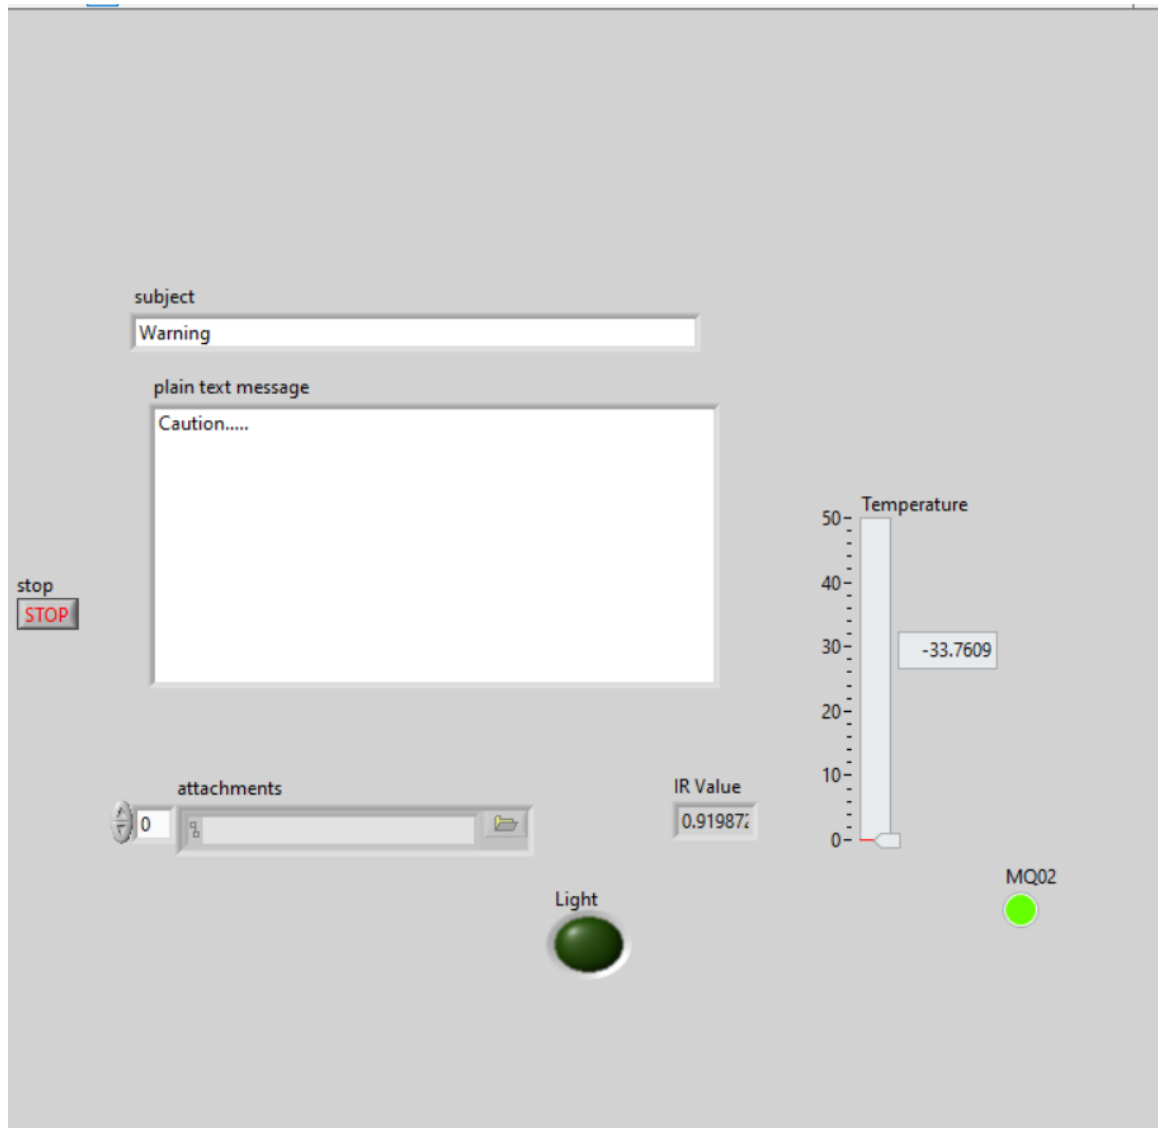 subject
Warning
plain text message
Caution.....
Temperature
50
40
30
20
10
0
-33.7609
stop
STOP
attachments
0
IR Value
0.919872
MQ02
Light